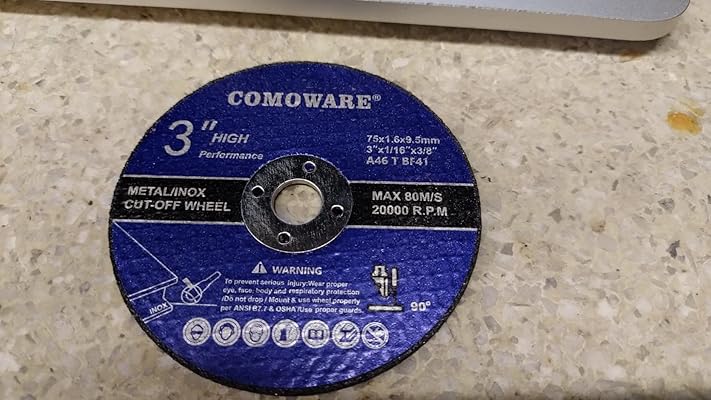 COMOWARE®
3" HIGH
Performance
75x1.6x9.5mm
3"x1/16"x3/8"
A46 T BF41
METAL/INOX
CUT-OFF WHEEL
MAX 80M/S
20000 R.P.M
WARNING
To prevent serious injury:Wear proper
eye, face, body and respiratory protection
/Do not drop / Mount & use wheel properly
per ANSI B7.7 & OSHA/Use proper guards.
INOX
90°